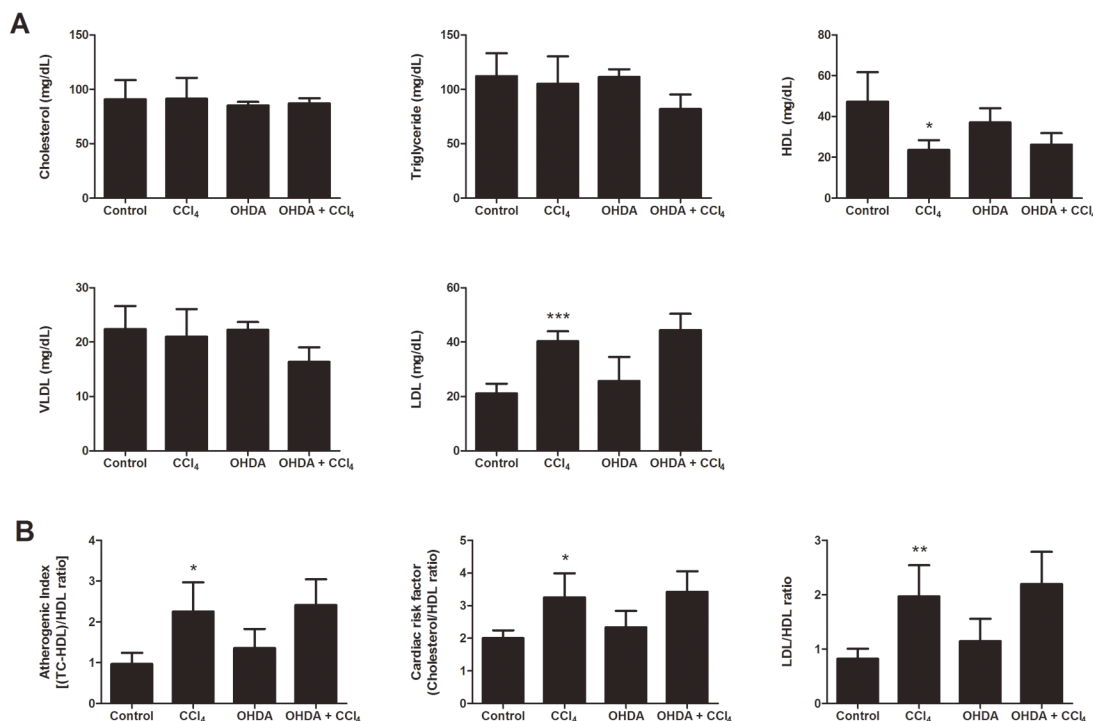 A
Cholesterol (mg/dL)
150
100
50
0
Control CCl₄ OHDA OHDA + CCl₄
Triglyceride (mg/dL)
150
100
50
0
Control CCl₄ OHDA OHDA + CCl₄
HDL (mg/dL)
80
60
40
20
0
*
Control CCl₄ OHDA OHDA + CCl₄
VLDL (mg/dL)
30
20
10
0
Control CCl₄ OHDA OHDA + CCl₄
LDL (mg/dL)
60
40
20
0
***
Control CCl₄ OHDA OHDA + CCl₄
B
Atherogenic Index
[(TC-HDL)/HDL ratio]
4
3
2
1
0
*
Control CCl₄ OHDA OHDA + CCl₄
Cardiac risk factor
(Cholesterol/HDL ratio)
5
4
3
2
1
0
*
Control CCl₄ OHDA OHDA + CCl₄
LDL/HDL ratio
3
2
1
0
**
Control CCl₄ OHDA OHDA + CCl₄